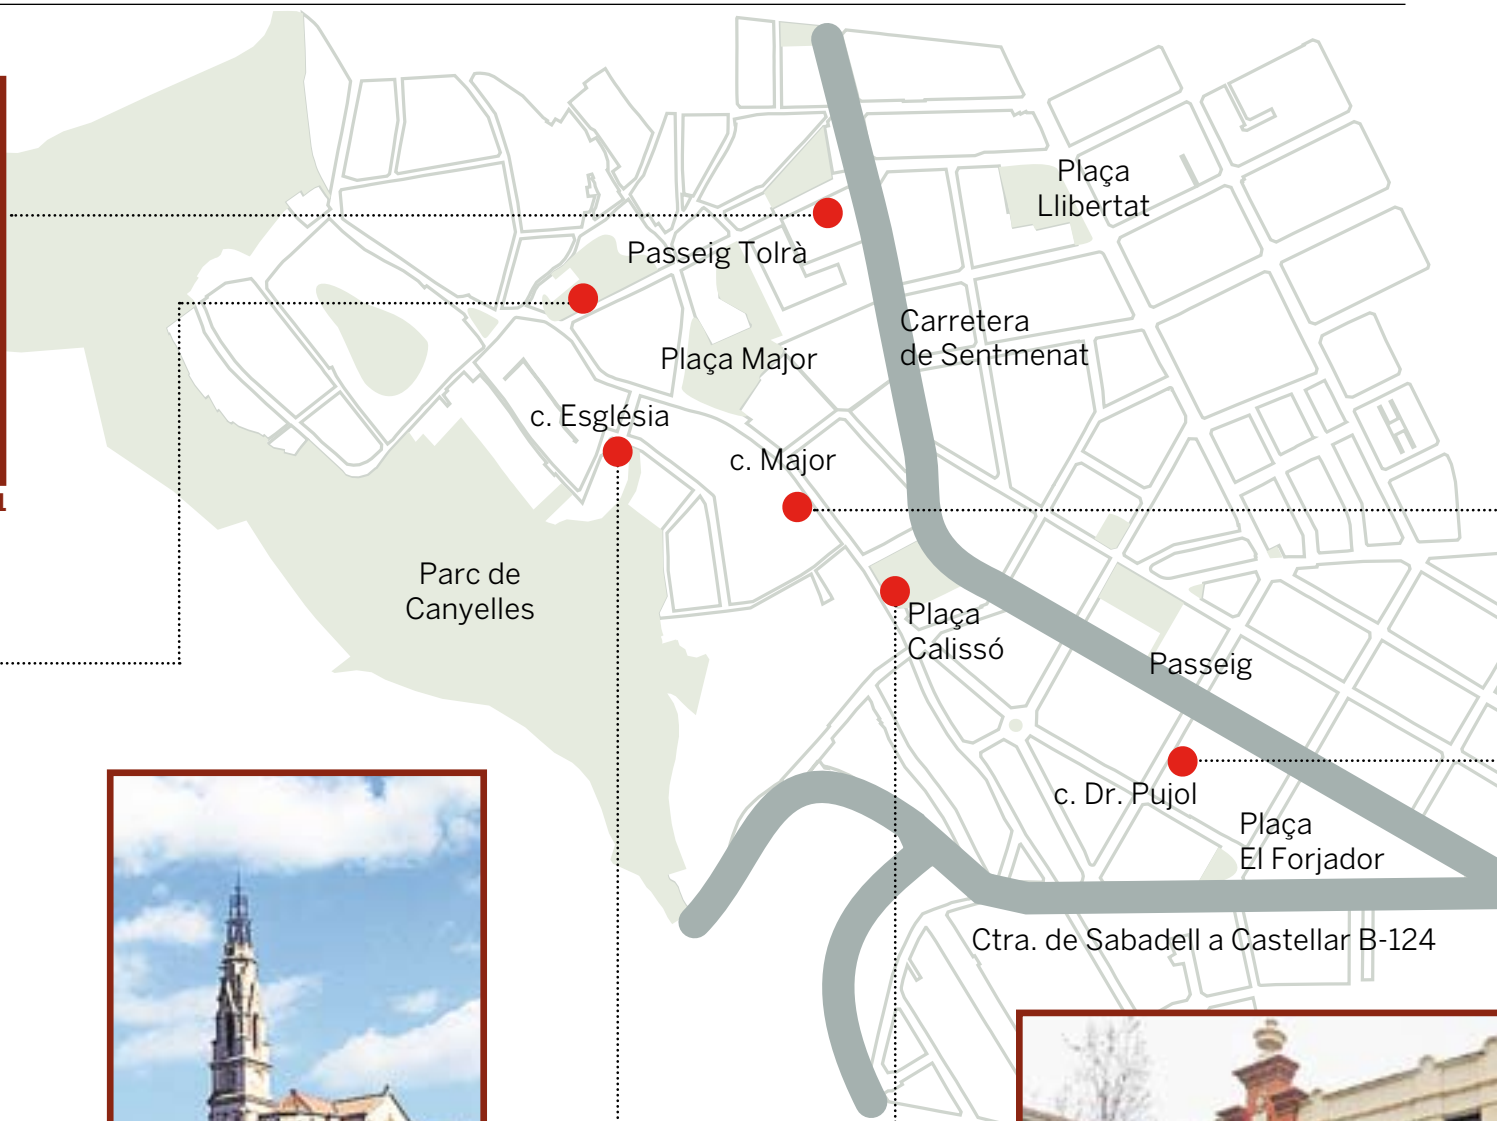 Plaça
Llibertat
Passeig Tolrà
Carretera
de Sentmenat
Plaça Major
c. Església
c. Major
Parc de
Canyelles
Plaça
Calissó
Passeig
c. Dr. Pujol
Plaça
El Forjador
Ctra. de Sabadell a Castellar B-124